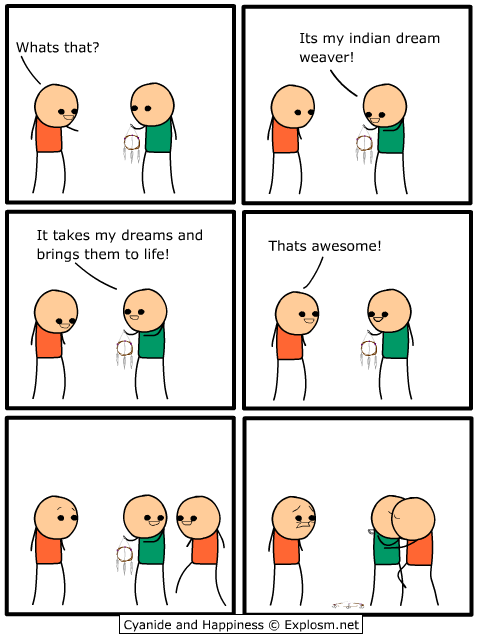 Whats that?
Its my indian dream
weaver!
It takes my dreams and
brings them to life!
Thats awesome!
Cyanide and Happiness © Explosm.net